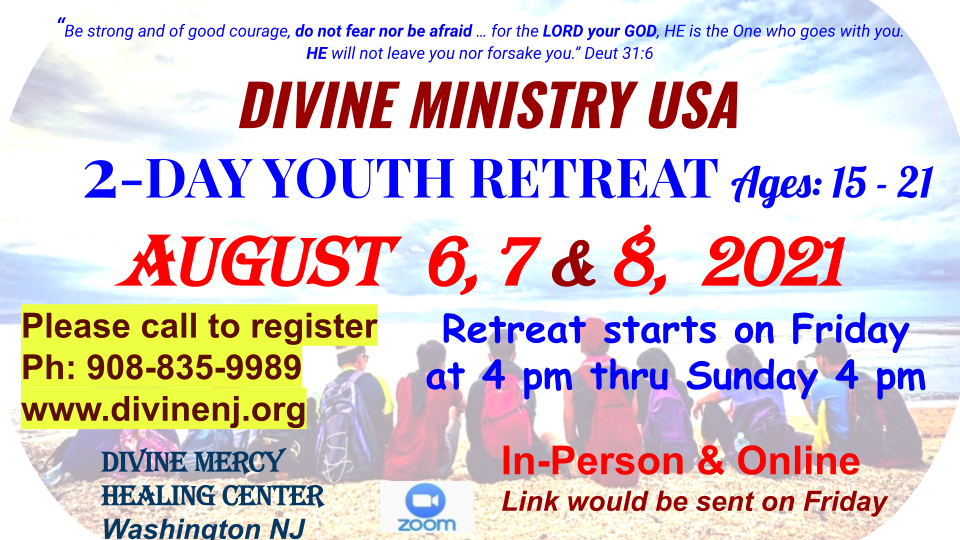 “Be strong and of good courage, do not fear nor be afraid ... for the LORD your GOD, HE is the One who goes with you.
HE will not leave you nor forsake you.” Deut 31:6
DIVINE MINISTRY USA
2-DAY YOUTH RETREAT Ages: 15 - 21
AUGUST 6, 7 & 8, 2021
Please call to register
Ph: 908-835-9989
www.divinenj.org
Retreat starts on Friday
at 4 pm thru Sunday 4 pm
DIVINE MERCY
HEALING CENTER
Washington NJ
zoom
In-Person & Online
Link would be sent on Friday